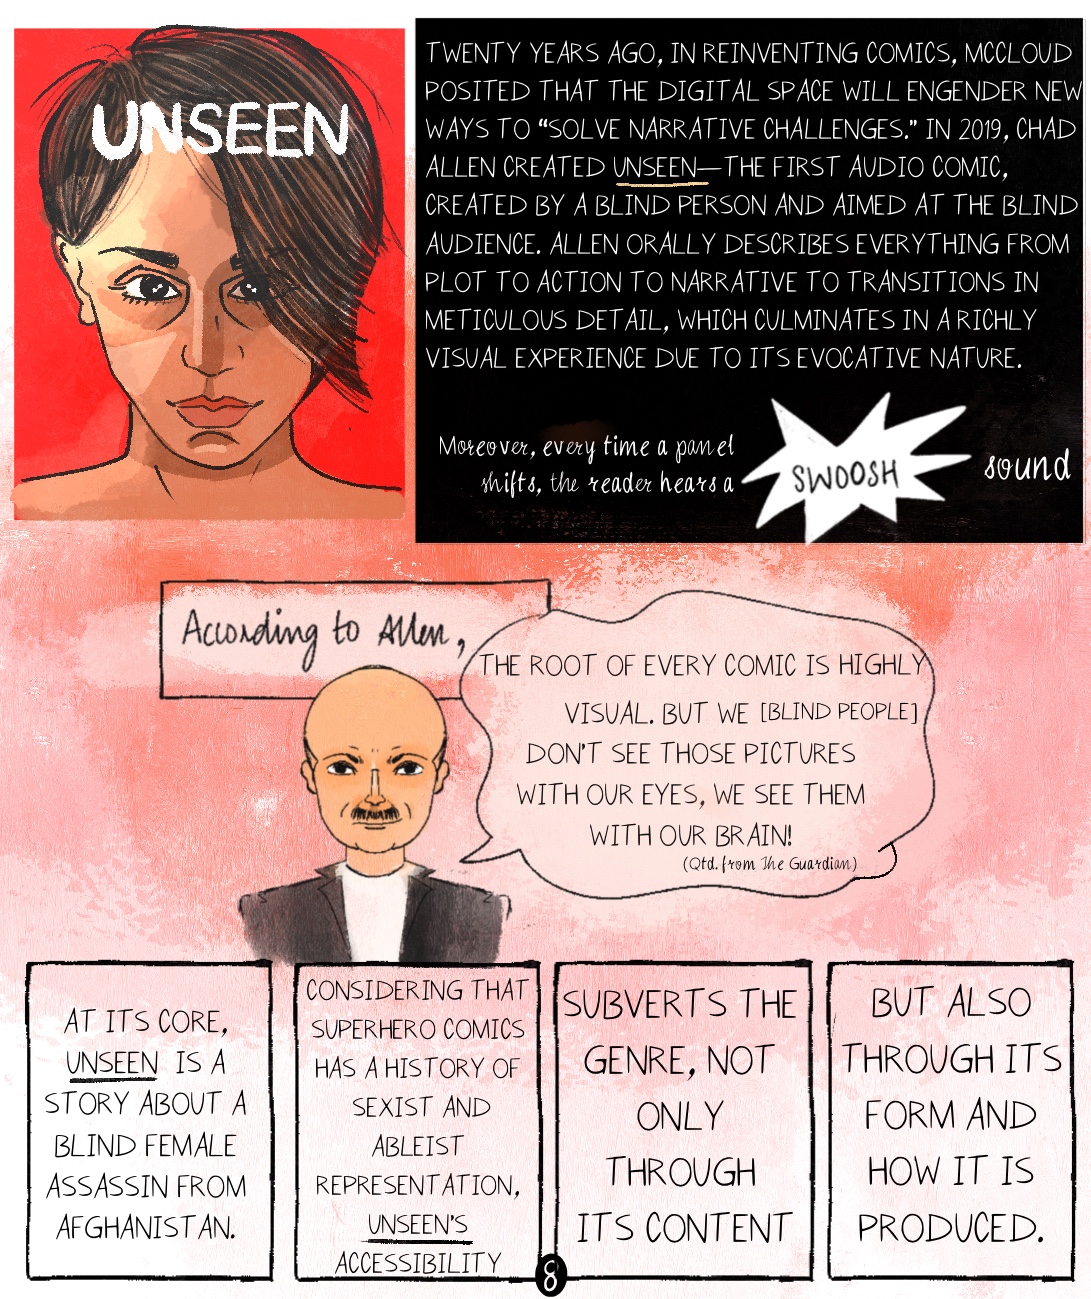 UNSEEN
TWENTY YEARS AGO, IN REINVENTING COMICS, MCCLOUD
POSITED THAT THE DIGITAL SPACE WILL ENGENDER NEW
WAYS TO “SOLVE NARRATIVE CHALLENGES.” IN 2019, CHAD
ALLEN CREATED UNSEEN—THE FIRST AUDIO COMIC,
CREATED BY A BLIND PERSON AND AIMED AT THE BLIND
AUDIENCE. ALLEN ORALLY DESCRIBES EVERYTHING FROM
PLOT TO ACTION TO NARRATIVE TO TRANSITIONS IN
METICULOUS DETAIL, WHICH CULMINATES IN A RICHLY
VISUAL EXPERIENCE DUE TO ITS EVOCATIVE NATURE.
Moreover, every time a panel
shifts, the reader hears a
SWOOSH
sound
According to Allen,
THE ROOT OF EVERY COMIC IS HIGHLY
VISUAL. BUT WE [BLIND PEOPLE]
DON'T SEE THOSE PICTURES
WITH OUR EYES, WE SEE THEM
WITH OUR BRAIN!
(Qtd. from The Guardian)
AT ITS CORE,
UNSEEN IS A
STORY ABOUT A
BLIND FEMALE
ASSASSIN FROM
AFGHANISTAN.
CONSIDERING THAT
SUPERHERO COMICS
HAS A HISTORY OF
SEXIST AND
ABLEIST
REPRESENTATION,
UNSEEN'S
ACCESSIBILITY
SUBVERTS THE
GENRE, NOT
ONLY
THROUGH
ITS CONTENT
BUT ALSO
THROUGH ITS
FORM AND
HOW IT IS
PRODUCED.
8